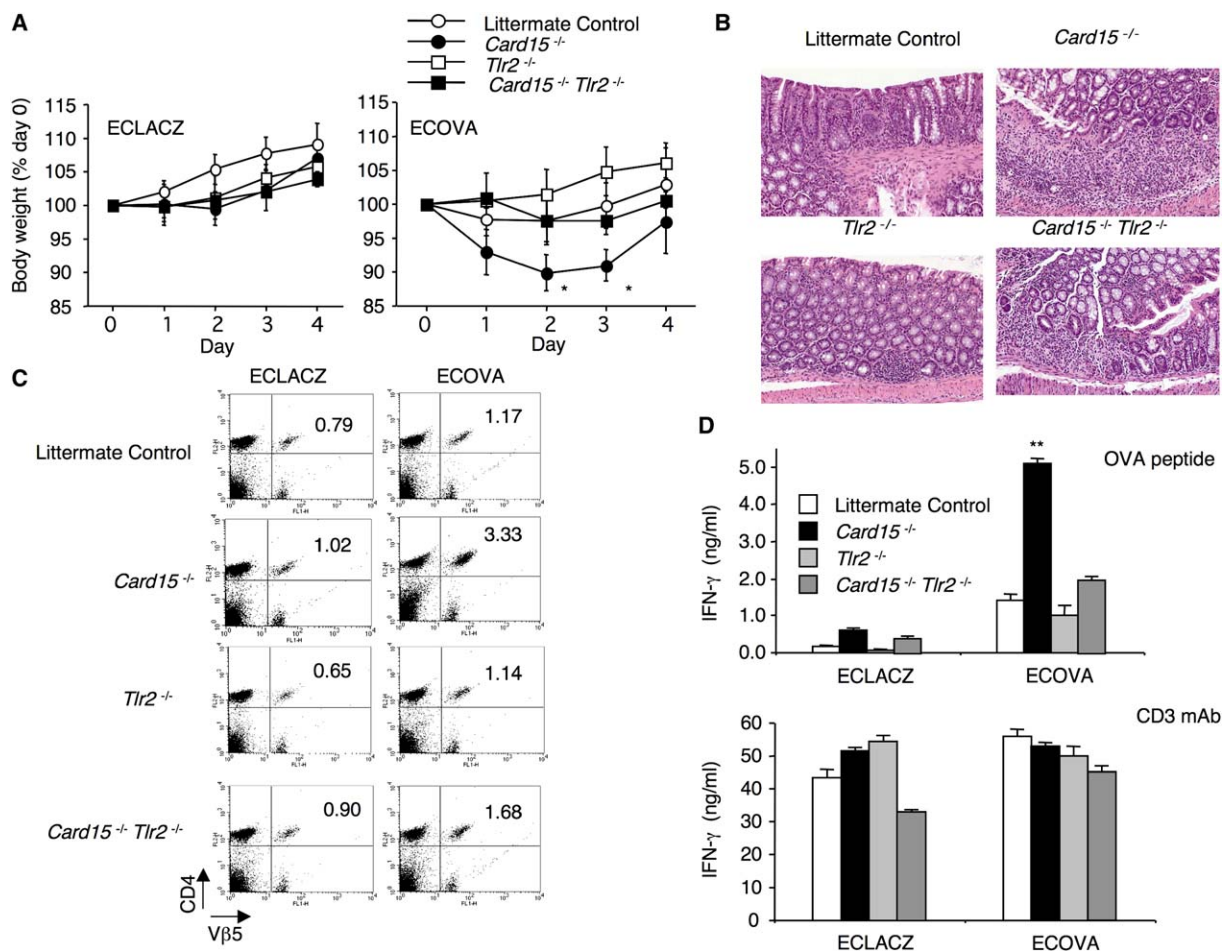 A
Littermate Control
Card15 -/-
Tlr2 -/-
Card15 -/- Tlr2 -/-
Body weight (% day 0)
115
110
105
100
95
90
85
ECLACZ
0 1 2 3 4
Day
115
110
105
100
95
90
85
ECOVA
* *
0 1 2 3 4
Day
B
Littermate Control
Card15 -/-
Tlr2 -/-
Card15 -/- Tlr2 -/-
C
ECLACZ
ECOVA
Littermate Control
0.79
1.17
Card15 -/-
1.02
3.33
Tlr2 -/-
0.65
1.14
Card15 -/- Tlr2 -/-
0.90
1.68
FL1-H
CD4
Vβ5
D
OVA peptide
**
IFN-γ (ng/ml)
5.0
4.0
3.0
2.0
1.0
0.0
Littermate Control
Card15 -/-
Tlr2 -/-
Card15 -/- Tlr2 -/-
ECLACZ
ECOVA
CD3 mAb
IFN-γ (ng/ml)
60
50
40
30
20
10
0
ECLACZ
ECOVA